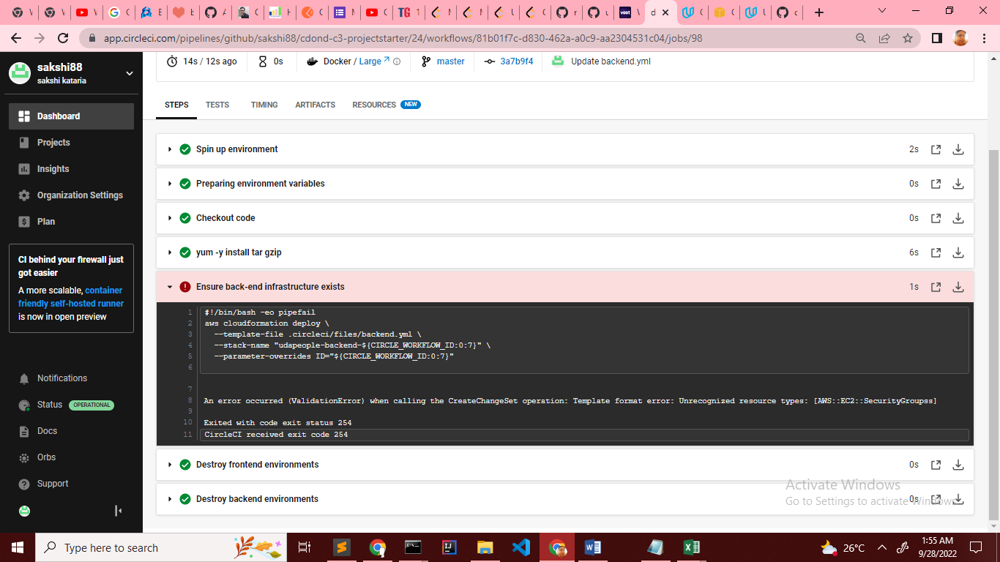 app.circleci.com/pipelines/github/sakshi88/cdond-c3-projectstarter/24/workflows/81b01f7c-d830-462a-a0c9-aa2304531c04/jobs/98
sakshi88
sakshi kataria
14s / 12s ago
0s
Docker / Large
master
3a7b9f4
Update backend.yml
STEPS
TESTS
TIMING
ARTIFACTS
RESOURCES
NEW
Dashboard
Projects
Insights
Organization Settings
Plan
CI behind your firewall just
got easier
A more scalable, container
friendly self-hosted runner
is now in open preview
Notifications
Status OPERATIONAL
Docs
Orbs
Support
Spin up environment 2s
Preparing environment variables 0s
Checkout code 0s
yum -y install tar gzip 6s
Ensure back-end infrastructure exists 1s
1 #!/bin/bash -eo pipefail
2 aws cloudformation deploy \
3 --template-file .circleci/files/backend.yml \
4 --stack-name "udapeople-backend-${CIRCLE_WORKFLOW_ID:0:7}" \
5 --parameter-overrides ID="${CIRCLE_WORKFLOW_ID:0:7}"
6
7
8 An error occurred (ValidationError) when calling the CreateChangeSet operation: Template format error: Unrecognized resource types: [AWS::EC2::SecurityGroupss]
9
10 Exited with code exit status 254
11 CircleCI received exit code 254
Destroy frontend environments 0s
Destroy backend environments 0s
Activate Windows
Go to Settings to activate Windows.
Type here to search
26°C
1:55 AM
9/28/2022